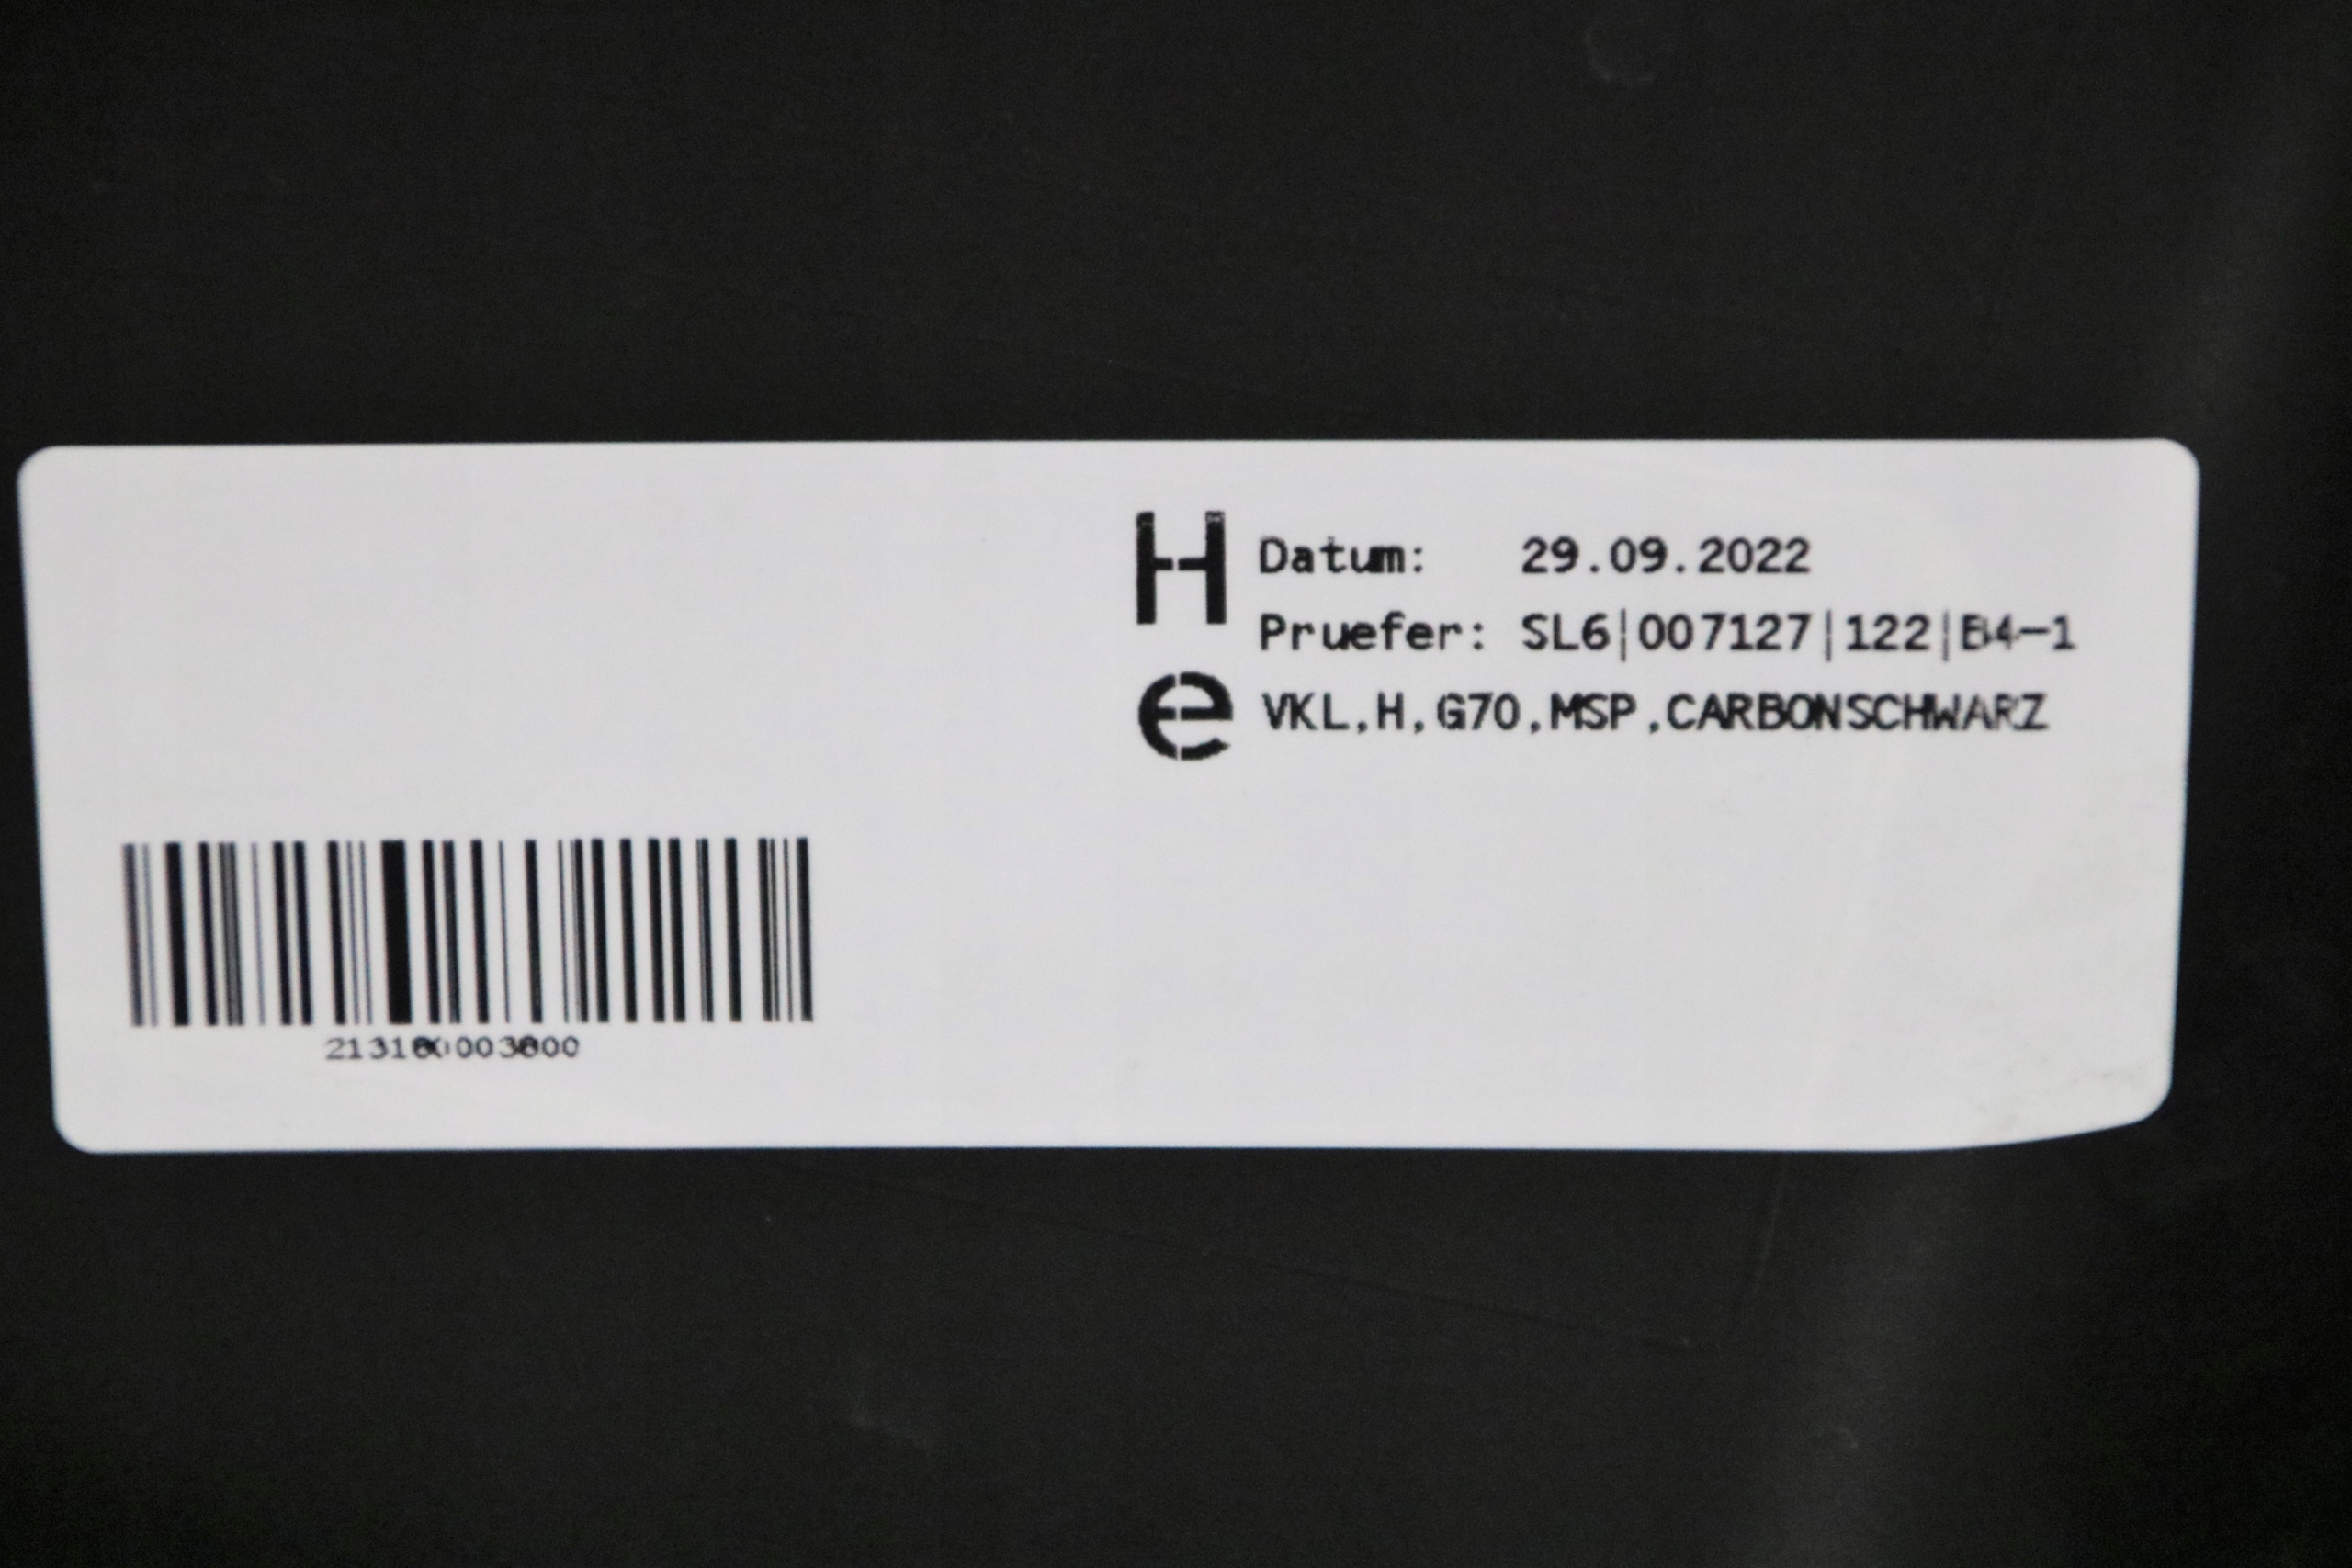 H
Datum: 29.09.2022
Pruefer: SL6|007127|122|B4-1
e
VKL,H,G70,MSP,CARBONSCHWARZ